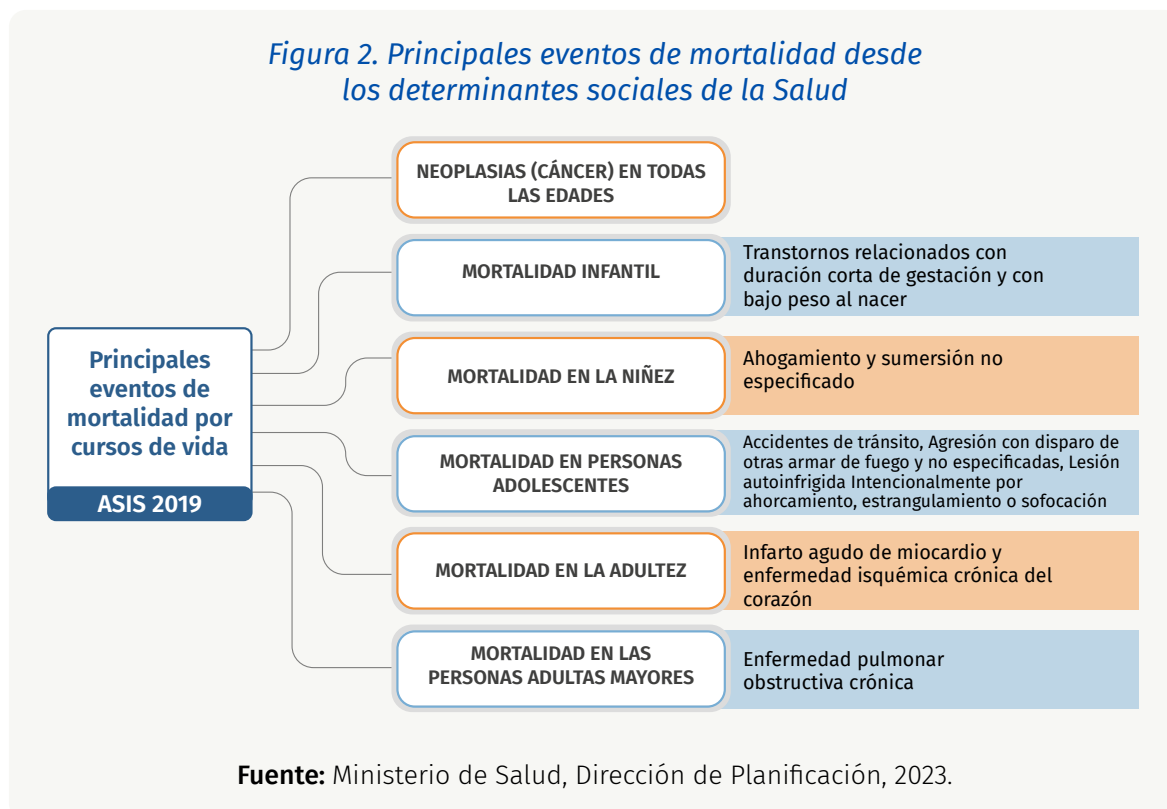 Figura 2. Principales eventos de mortalidad desde
los determinantes sociales de la Salud
NEOPLASIAS (CÁNCER) EN TODAS
LAS EDADES
MORTALIDAD INFANTIL
Transtornos relacionados con
duración corta de gestación y con
bajo peso al nacer
Principales
eventos de
mortalidad por
cursos de vida
ASIS 2019
MORTALIDAD EN LA NIÑEZ
Ahogamiento y sumersión no
especificado
MORTALIDAD EN PERSONAS
ADOLESCENTES
Accidentes de tránsito, Agresión con disparo de
otras armar de fuego y no especificadas, Lesión
autoinfrigida Intencionalmente por
ahorcamiento, estrangulamiento o sofocación
MORTALIDAD EN LA ADULTEZ
Infarto agudo de miocardio y
enfermedad isquémica crónica del
corazón
MORTALIDAD EN LAS
PERSONAS ADULTAS MAYORES
Enfermedad pulmonar
obstructiva crónica
Fuente: Ministerio de Salud, Dirección de Planificación, 2023.